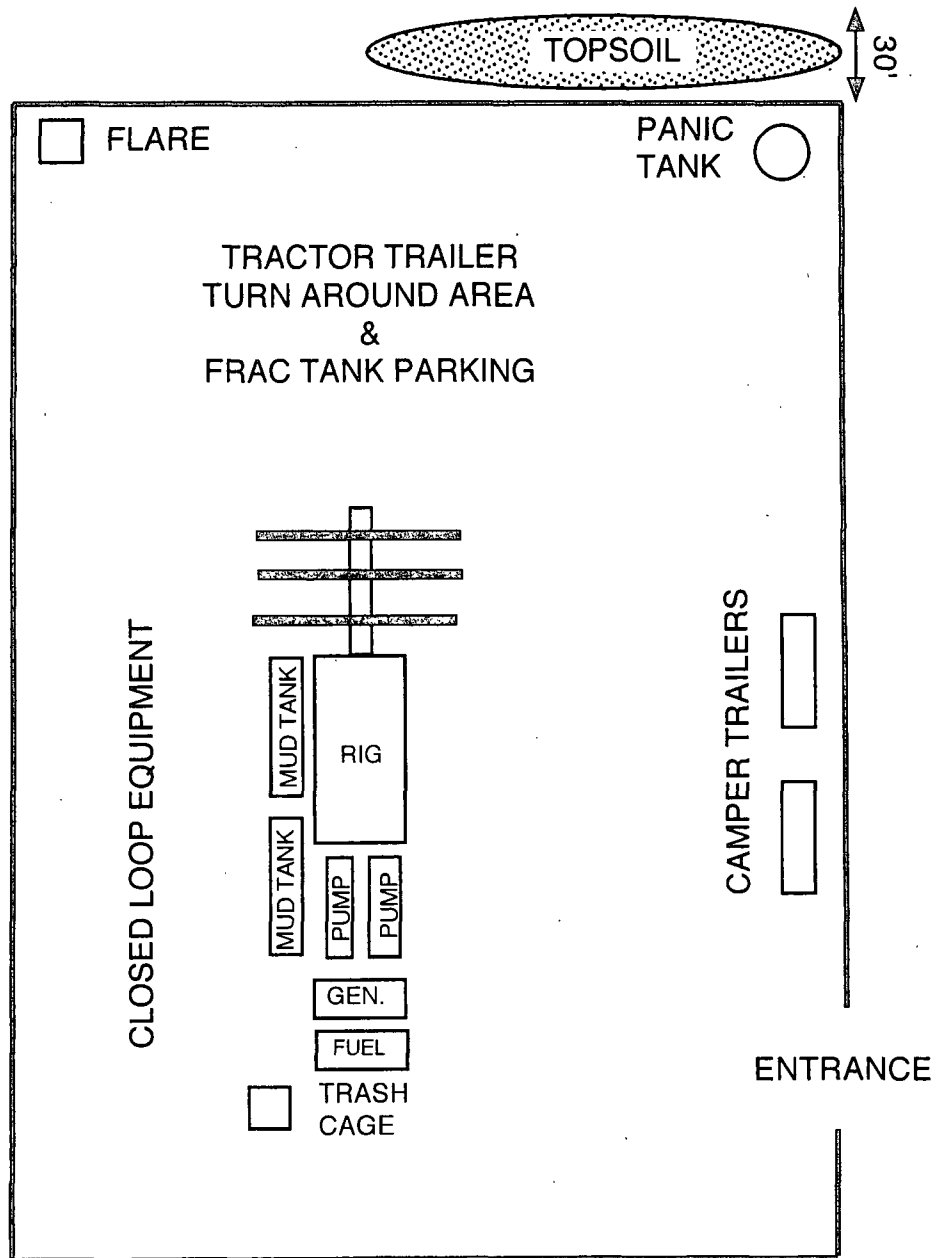 TOPSOIL
30'
FLARE
PANIC
TANK
TRACTOR TRAILER
TURN AROUND AREA
&
FRAC TANK PARKING
CLOSED LOOP EQUIPMENT
MUD TANK
RIG
MUD TANK
PUMP
PUMP
CAMPER TRAILERS
GEN.
FUEL
ENTRANCE
TRASH
CAGE